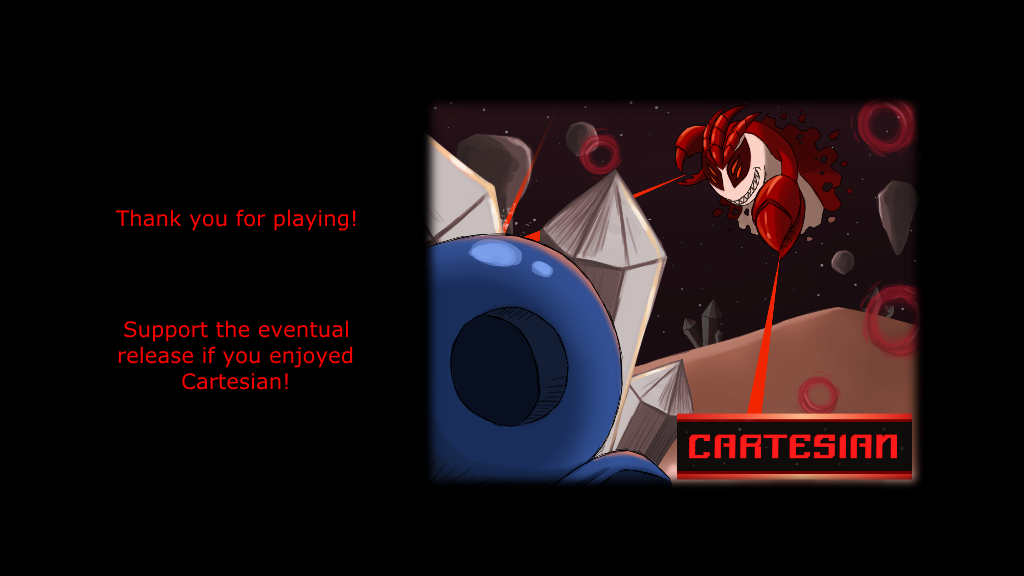 Thank you for playing!
Support the eventual
release if you enjoyed
Cartesian!
CARTESIAN